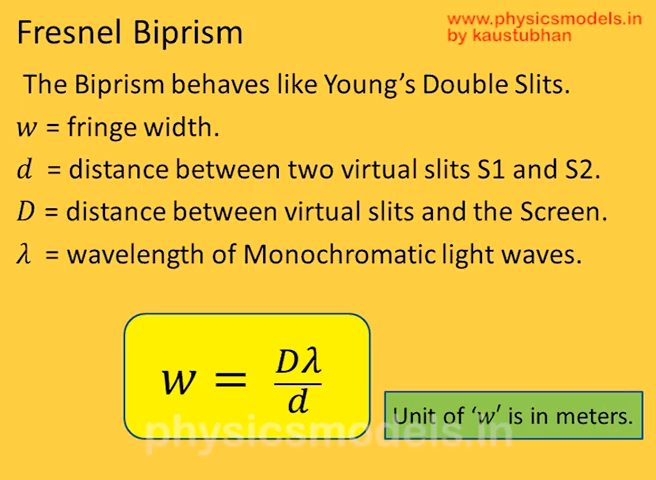 Fresnel Biprism
www.physicsmodels.in
by kaustubhan
The Biprism behaves like Young’s Double Slits.
w = fringe width.
d = distance between two virtual slits S1 and S2.
D = distance between virtual slits and the Screen.
λ = wavelength of Monochromatic light waves.
w = Dλ/d
Unit of ‘w’ is in meters.
physicsmodels.in